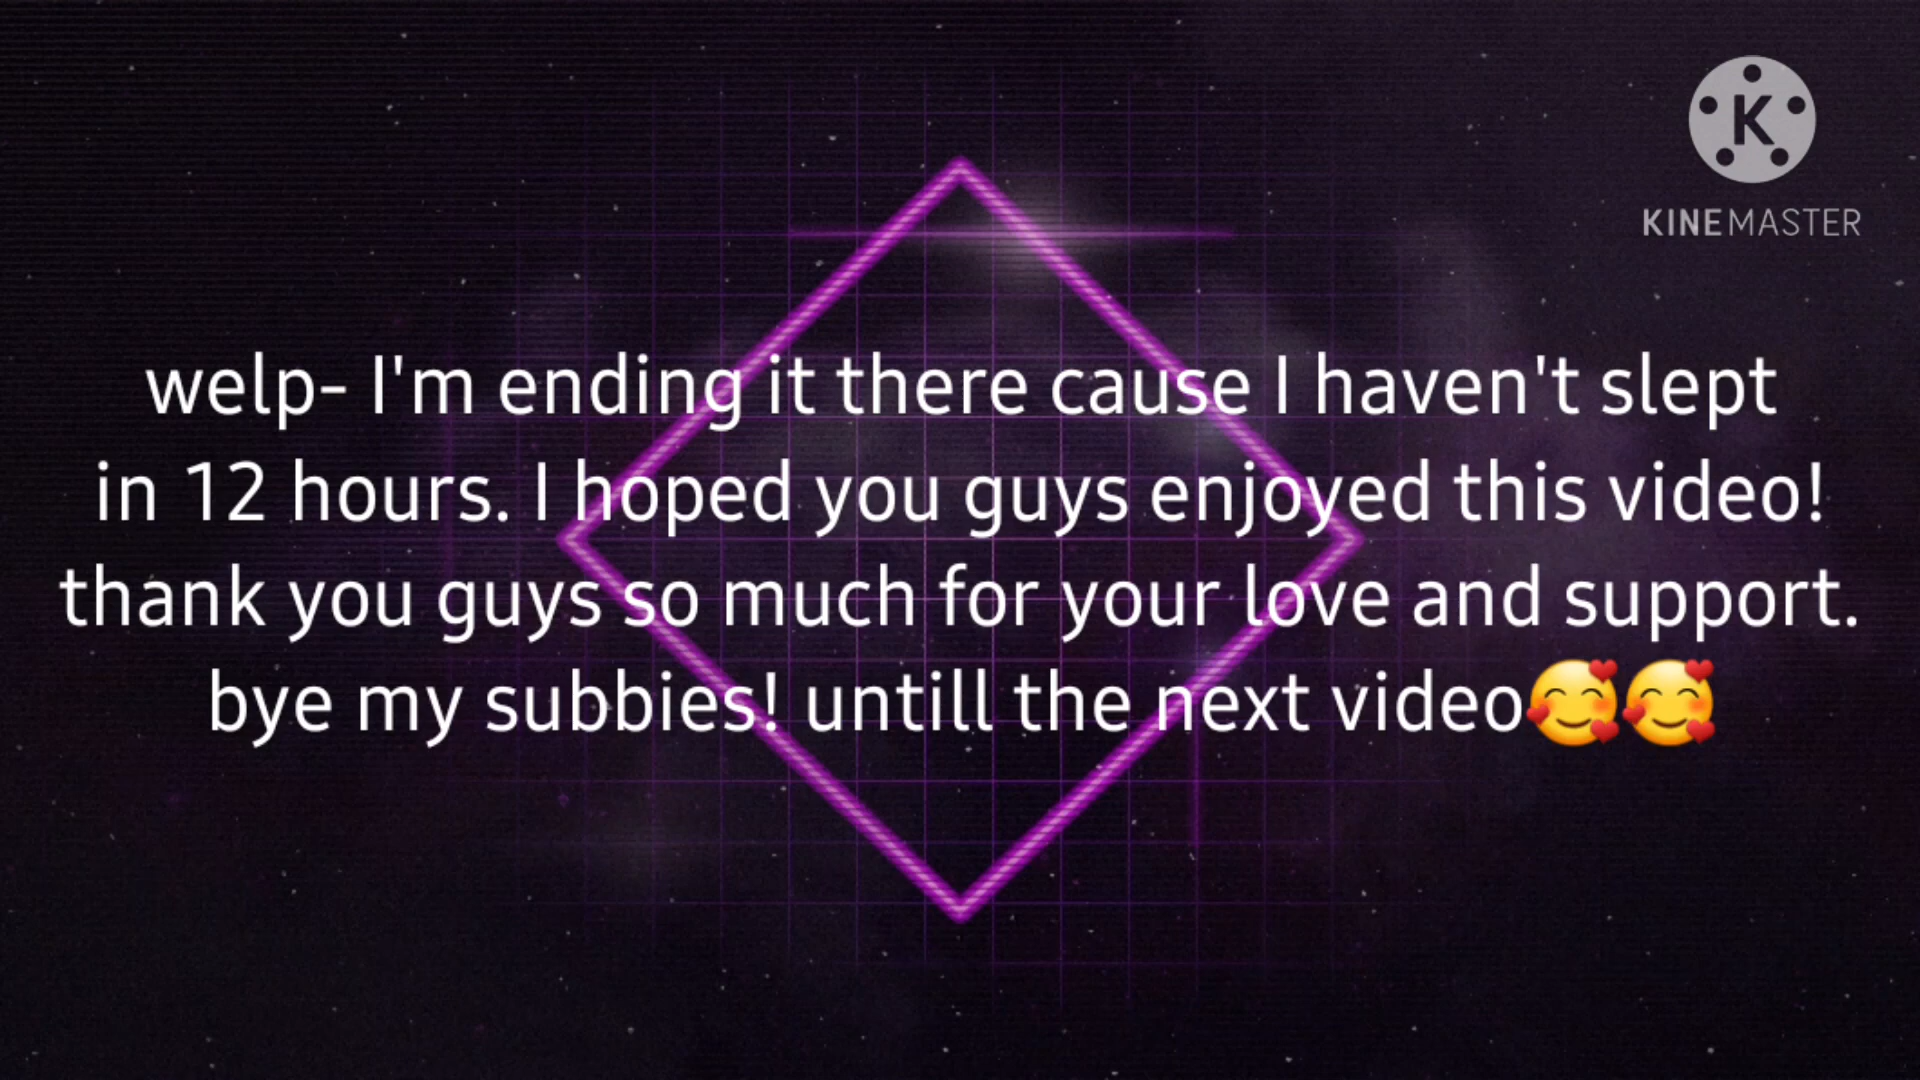 K
KINEMASTER
welp- I'm ending it there cause I haven't slept
in 12 hours. I hoped you guys enjoyed this video!
thank you guys so much for your love and support.
bye my subbies! untill the next video🥰🥰